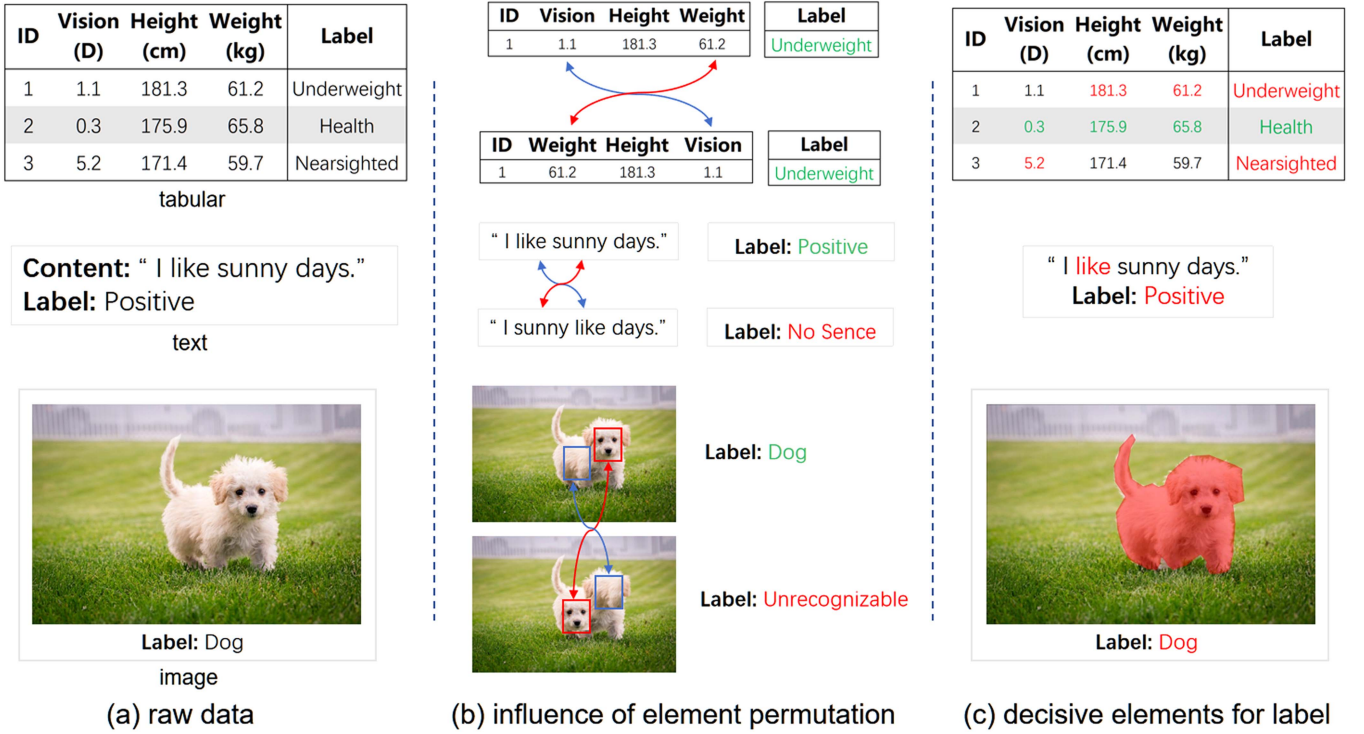 ID Vision (D) Height (cm) Weight (kg) Label
1 1.1 181.3 61.2 Underweight
2 0.3 175.9 65.8 Health
3 5.2 171.4 59.7 Nearsighted
tabular
Content: “ I like sunny days.”
Label: Positive
text
Label: Dog
image
(a) raw data
ID Vision Height Weight Label
1 1.1 181.3 61.2 Underweight
ID Weight Height Vision Label
1 61.2 181.3 1.1 Underweight
“ I like sunny days.” Label: Positive
“ I sunny like days.” Label: No Sence
Label: Dog
Label: Unrecognizable
(b) influence of element permutation
ID Vision (D) Height (cm) Weight (kg) Label
1 1.1 181.3 61.2 Underweight
2 0.3 175.9 65.8 Health
3 5.2 171.4 59.7 Nearsighted
“ I like sunny days.”
Label: Positive
Label: Dog
(c) decisive elements for label